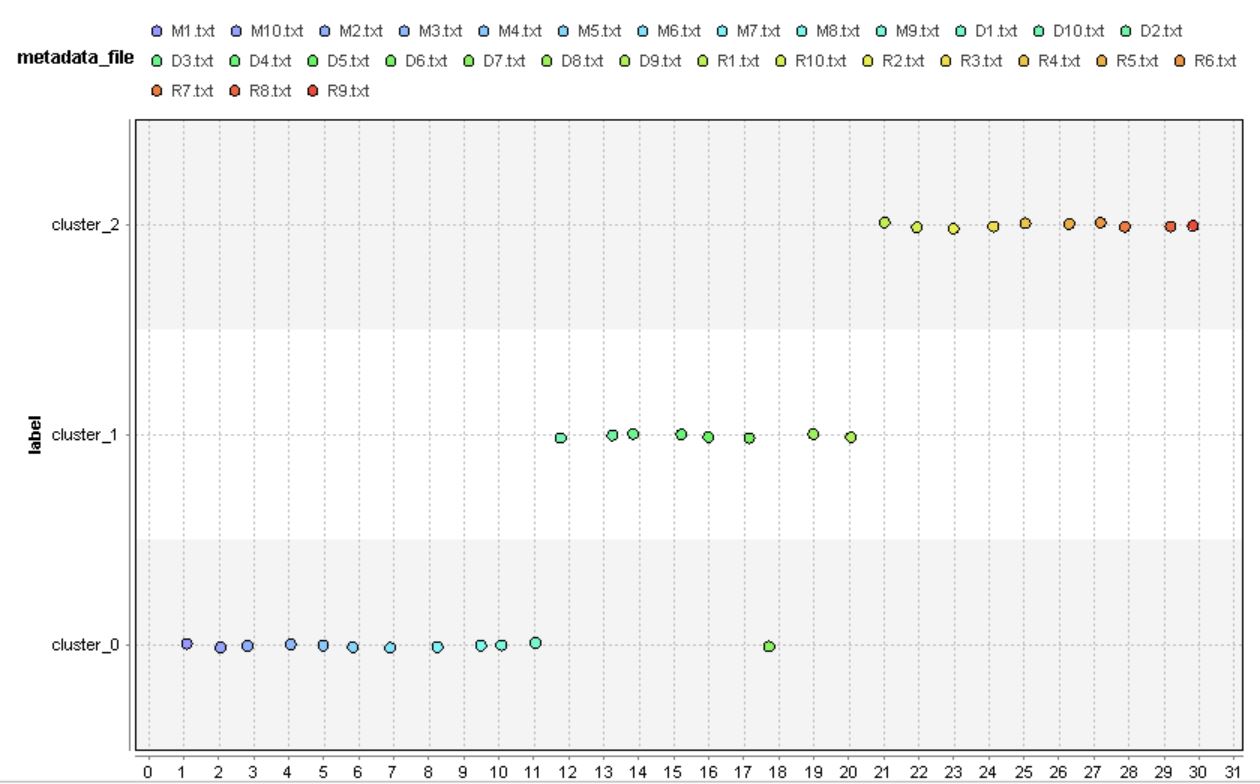 M1.txt M10.txt M2.txt M3.txt M4.txt M5.txt M6.txt M7.txt M8.txt M9.txt D1.txt D10.txt D2.txt
metadata_file D3.txt D4.txt D5.txt D6.txt D7.txt D8.txt D9.txt R1.txt R10.txt R2.txt R3.txt R4.txt R5.txt R6.txt
R7.txt R8.txt R9.txt
cluster_2
label
cluster_1
cluster_0
0 1 2 3 4 5 6 7 8 9 10 11 12 13 14 15 16 17 18 19 20 21 22 23 24 25 26 27 28 29 30 31